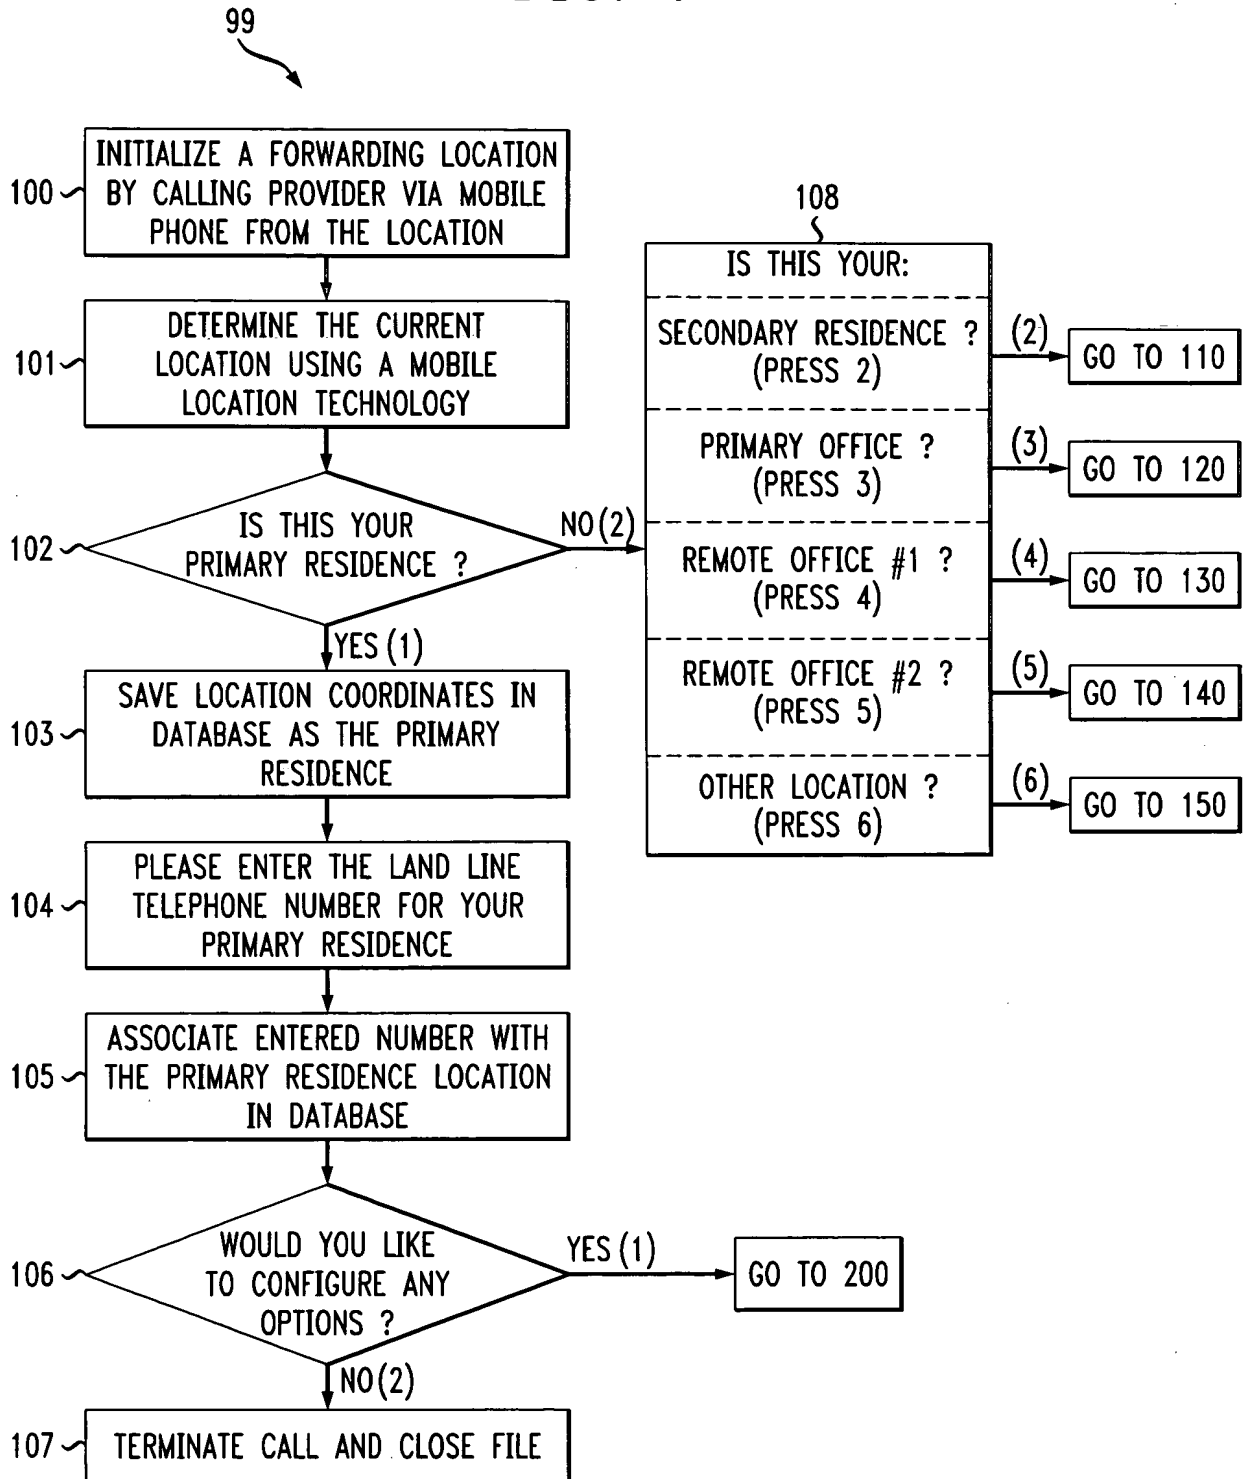 99
100
INITIALIZE A FORWARDING LOCATION
BY CALLING PROVIDER VIA MOBILE
PHONE FROM THE LOCATION
101
DETERMINE THE CURRENT
LOCATION USING A MOBILE
LOCATION TECHNOLOGY
102
IS THIS YOUR
PRIMARY RESIDENCE ?
NO(2)
YES(1)
103
SAVE LOCATION COORDINATES IN
DATABASE AS THE PRIMARY
RESIDENCE
104
PLEASE ENTER THE LAND LINE
TELEPHONE NUMBER FOR YOUR
PRIMARY RESIDENCE
105
ASSOCIATE ENTERED NUMBER WITH
THE PRIMARY RESIDENCE LOCATION
IN DATABASE
106
WOULD YOU LIKE
TO CONFIGURE ANY
OPTIONS ?
YES(1)
GO TO 200
NO(2)
107
TERMINATE CALL AND CLOSE FILE
108
IS THIS YOUR:
SECONDARY RESIDENCE ?
(PRESS 2)
(2)
GO TO 110
PRIMARY OFFICE ?
(PRESS 3)
(3)
GO TO 120
REMOTE OFFICE #1 ?
(PRESS 4)
(4)
GO TO 130
REMOTE OFFICE #2 ?
(PRESS 5)
(5)
GO TO 140
OTHER LOCATION ?
(PRESS 6)
(6)
GO TO 150